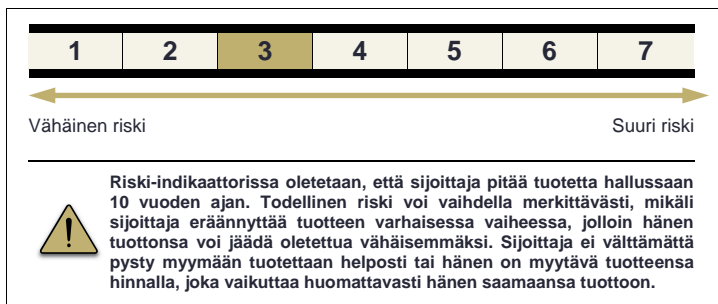 1 2 3 4 5 6 7
Vähäinen riski Suuri riski
Riski-indikaattorissa oletetaan, että sijoittaja pitää tuotetta hallussaan
10 vuoden ajan. Todellinen riski voi vaihdella merkittävästi, mikäli
sijoittaja eräännyttää tuotteen varhaisessa vaiheessa, jolloin hänen
tuottonsa voi jäädä oletettua vähäisemmäksi. Sijoittaja ei välttämättä
pysty myymään tuotettaan helposti tai hänen on myytävä tuotteensa
hinnalla, joka vaikuttaa huomattavasti hänen saamaansa tuottoon.